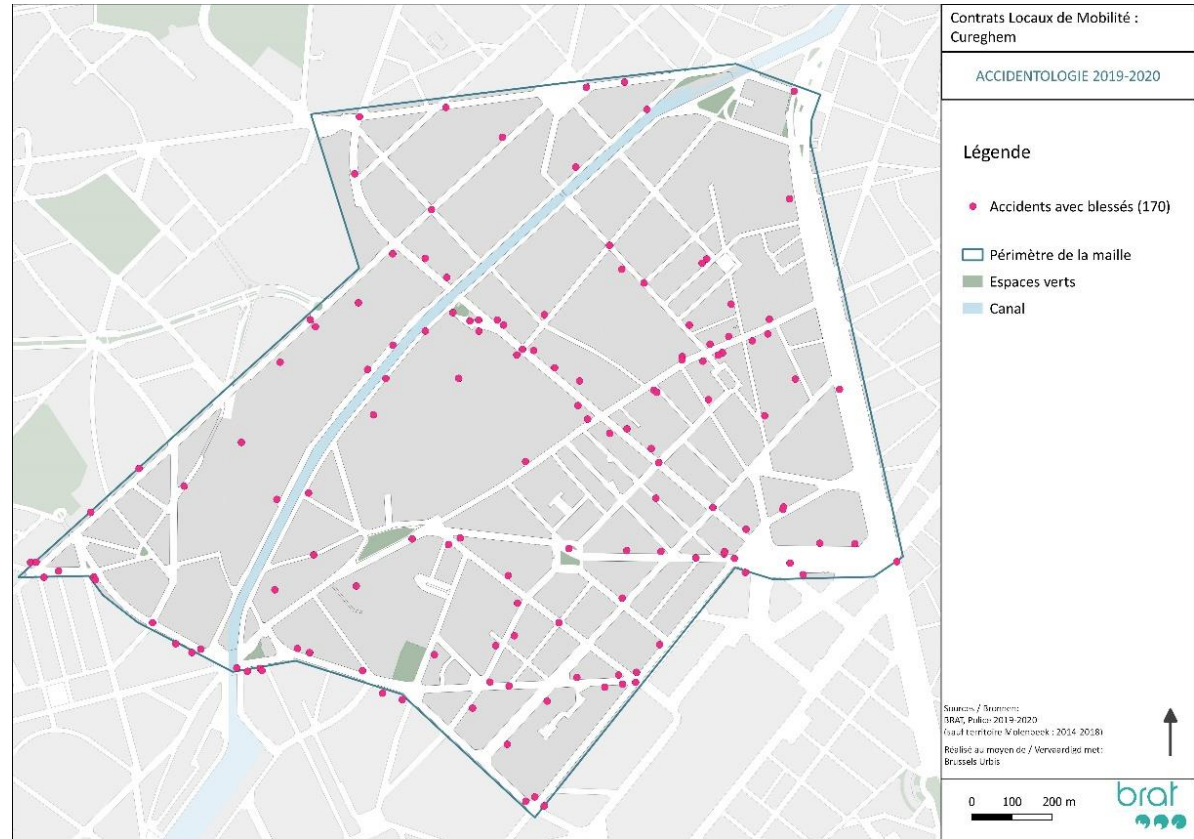 Contrats Locaux de Mobilité :
Cureghem
ACCIDENTOLOGIE 2019-2020
Légende
Accidents avec blessés (170)
Périmètre de la maille
Espaces verts
Canal
Sources / Bronnen:
BRAT, Police 2019-2020
(sauf territoire Molenbeek : 2014-2018)
Réalisé au moyen de / Vervaardigd met:
Brussels Urbis
0 100 200 m
brat